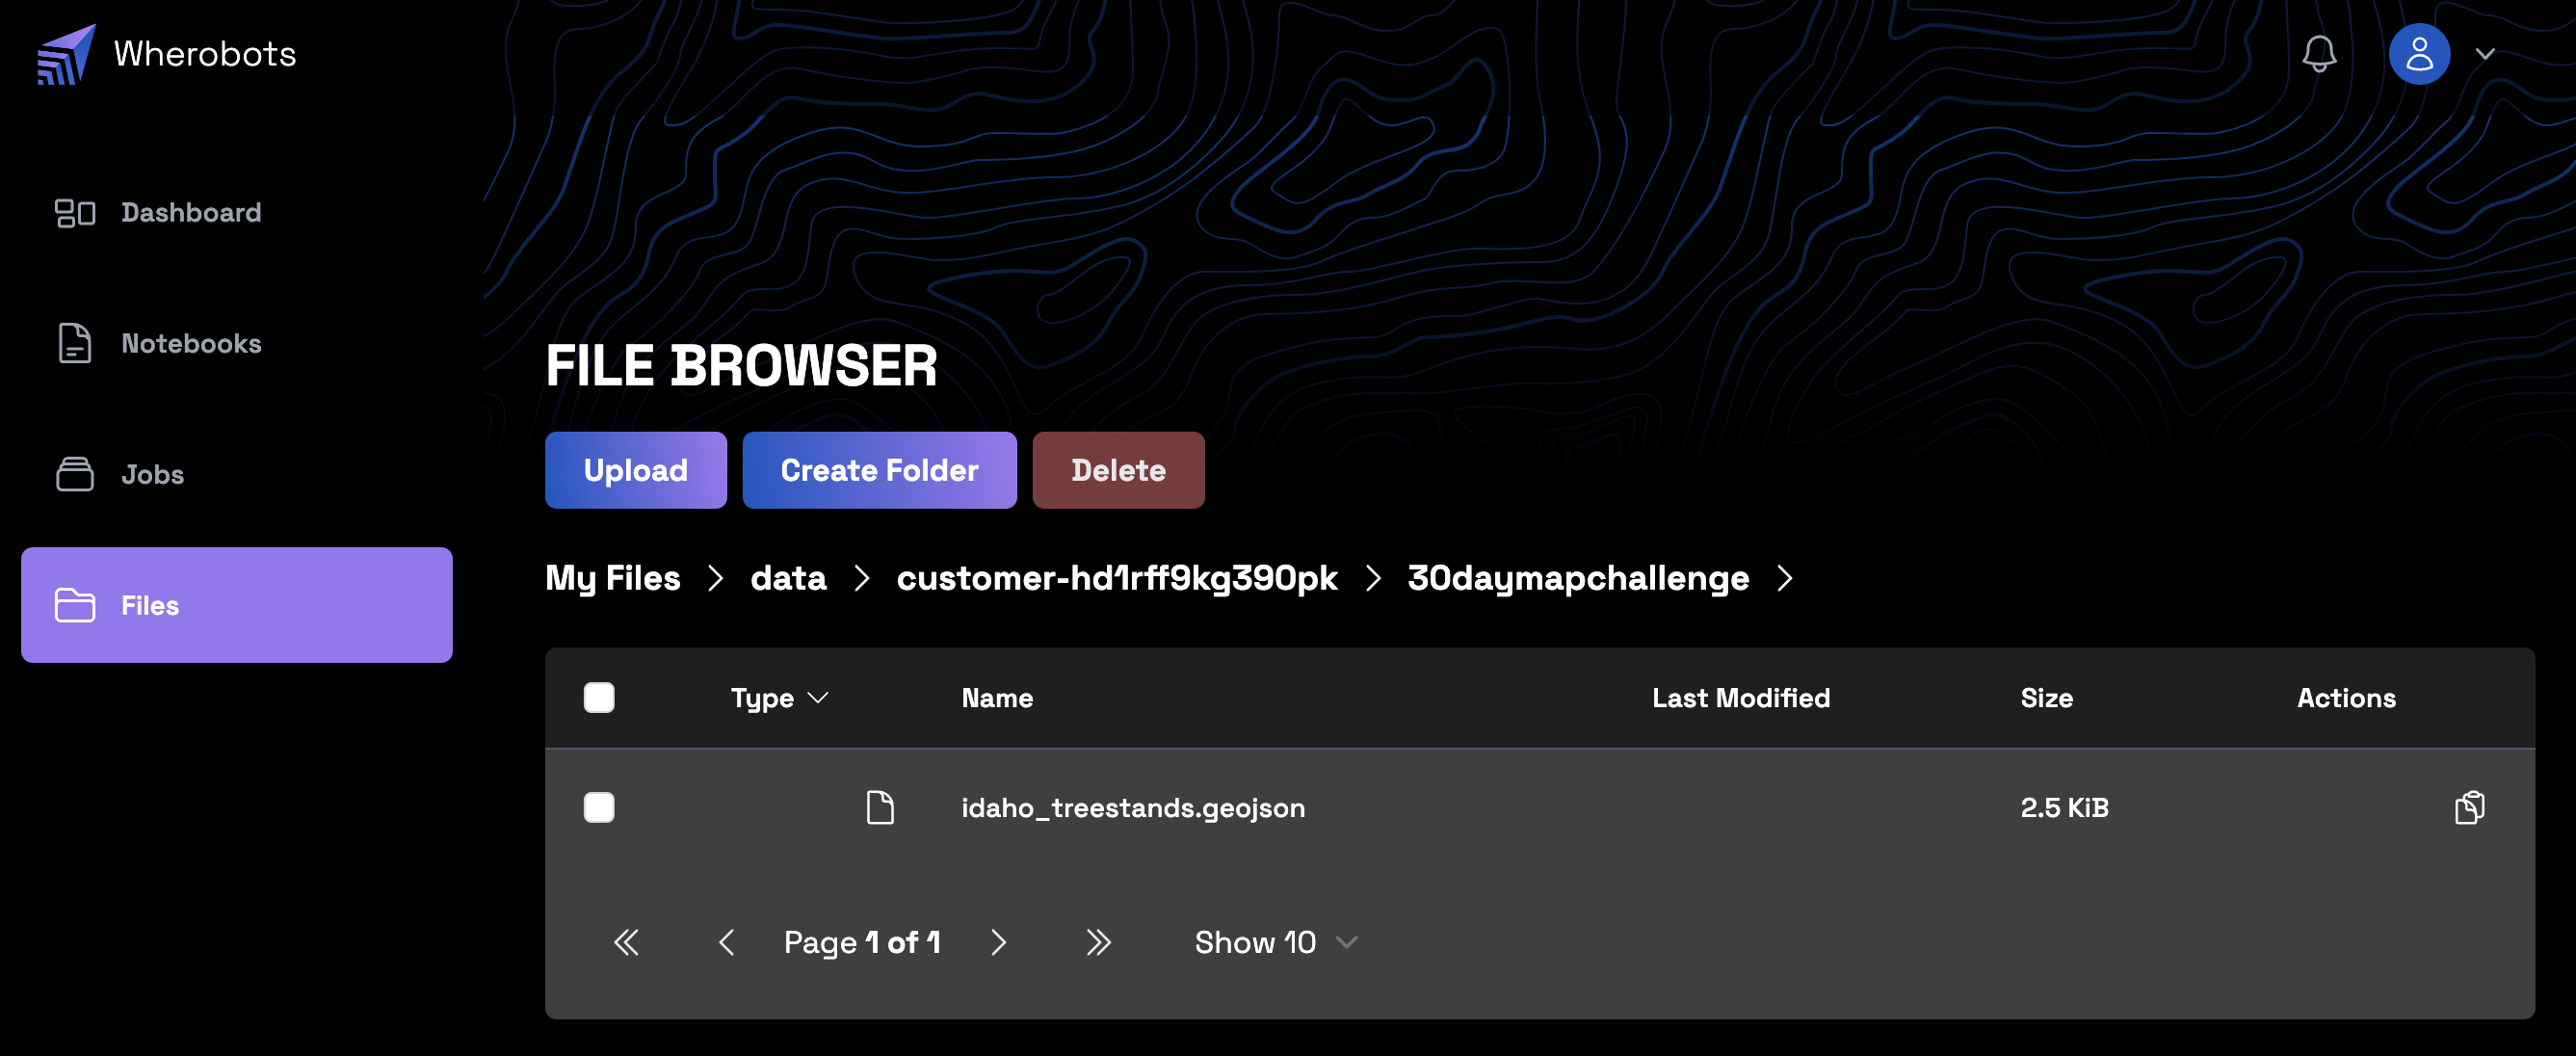 Wherobots
Dashboard
Notebooks
Jobs
Files
FILE BROWSER
Upload Create Folder Delete
My Files data customer-hd1rff9kg390pk 30daymapchallenge
Type Name Last Modified Size Actions
idaho_treestands.geojson 2.5 KiB
Page 1 of 1 Show 10